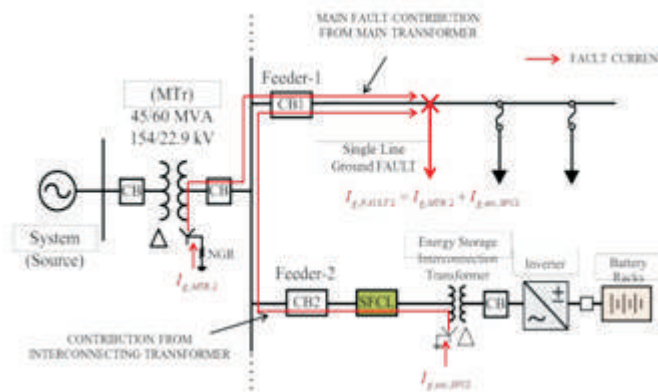 MAIN FAULT CONTRIBUTION
FROM MAIN TRANSFORMER
FAULT CURRENT
Feeder-1
(MTr)
45/60 MVA
154/22.9 kV
CB1
Single Line
Ground FAULT
CB
CB
System
(Source)
NGR
Energy Storage
Interconnection
Transformer
Inverter
Battery
Racks
Feeder-2
CB2
SFCL
CB
CONTRIBUTION FROM
INTERCONNECTING TRANSFORMER